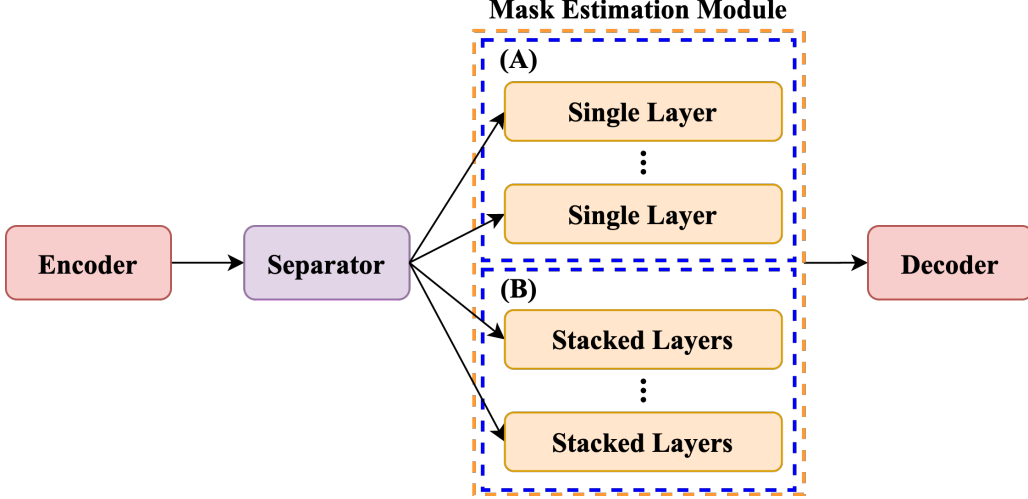 Mask Estimation Module
(A)
Single Layer
Single Layer
Encoder
Separator
Decoder
(B)
Stacked Layers
Stacked Layers